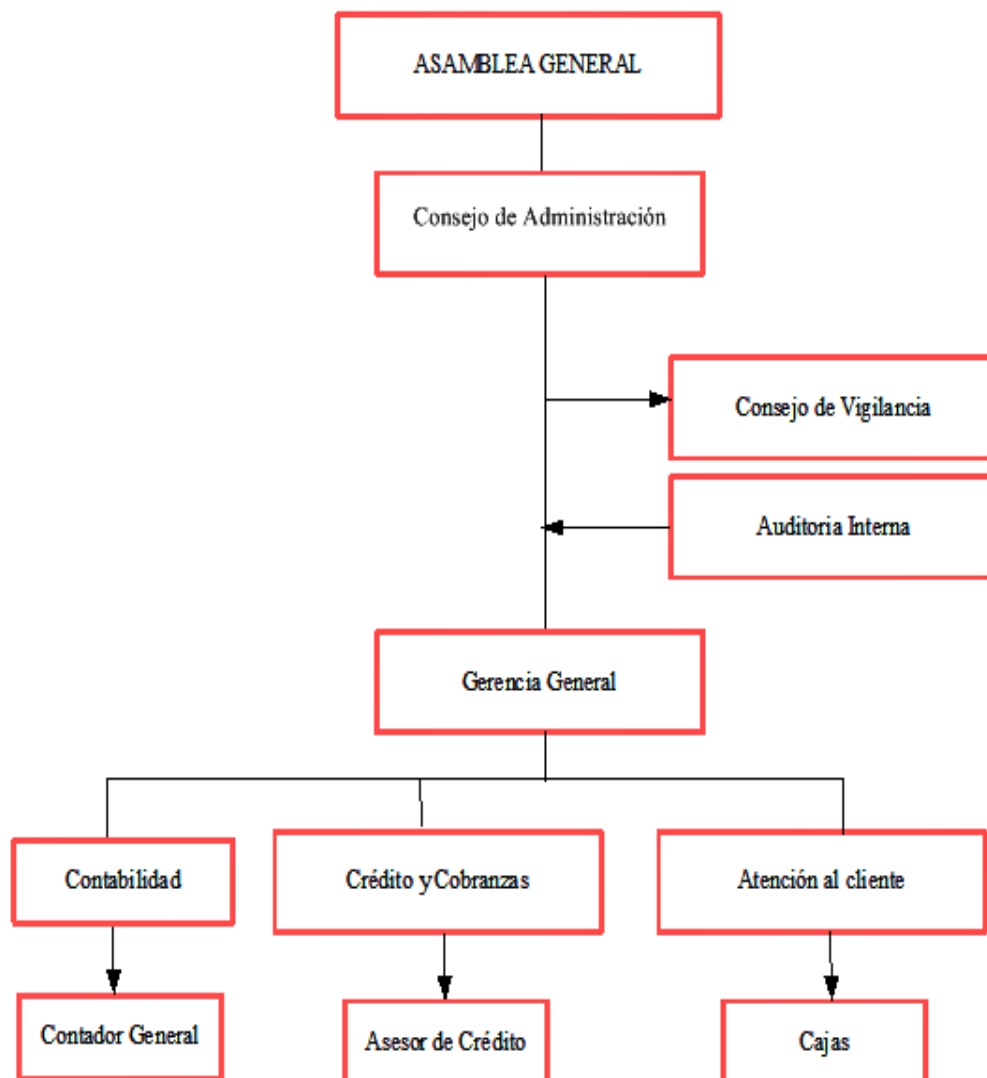 ASAMBLEA GENERAL
Consejo de Administración
Consejo de Vigilancia
Auditoria Interna
Gerencia General
Contabilidad
Crédito y Cobranzas
Atención al cliente
Contador General
Asesor de Crédito
Cajas